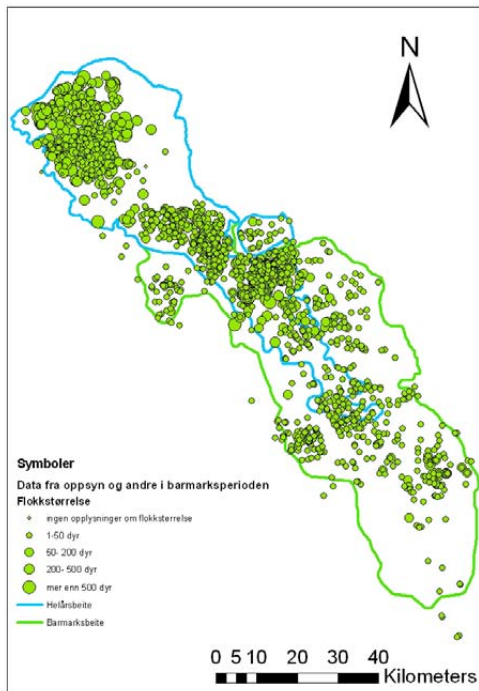 N
Symboler
Data fra oppsyn og andre i barmarksperioden
Flokkstørrelse
ingen opplysninger om flokkstørrelse
1-50 dyr
50- 200 dyr
200- 500 dyr
mer enn 500 dyr
Helårsbeite
Barmarksbeite
0 5 10 20 30 40
Kilometers